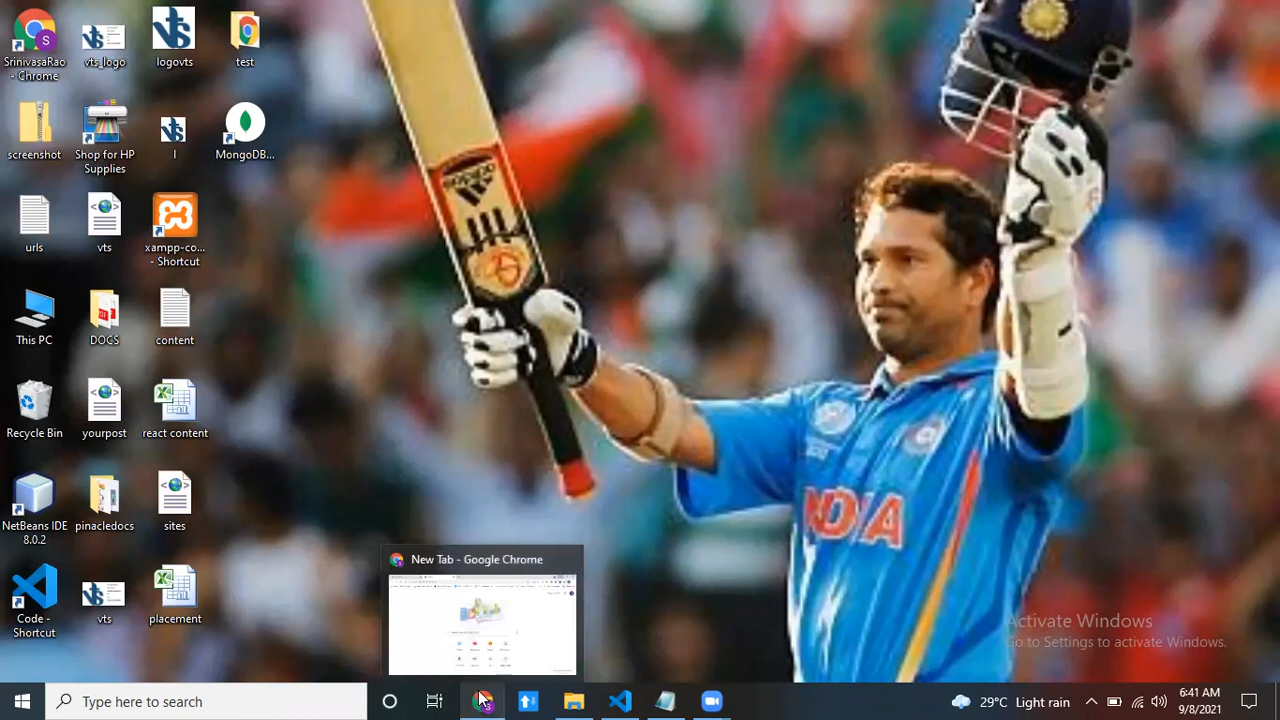 SrinivasaRao - Chrome
vts_logo
logovts
test
screenshot
Shop for HP Supplies
l
MongoDB...
urls
vts
xampp-co... - Shortcut
This PC
DOCS
content
Recycle Bin
yourpost
react content
NetBeans IDE 8.0.2
pinacledocs
sites
Code - Shortcut
vts
placement
adidas
INDIA
New Tab - Google Chrome
Activate Windows
Go to Settings to activate Windows.
Type here to search
29°C Light rain
6:41 AM
9/8/2021